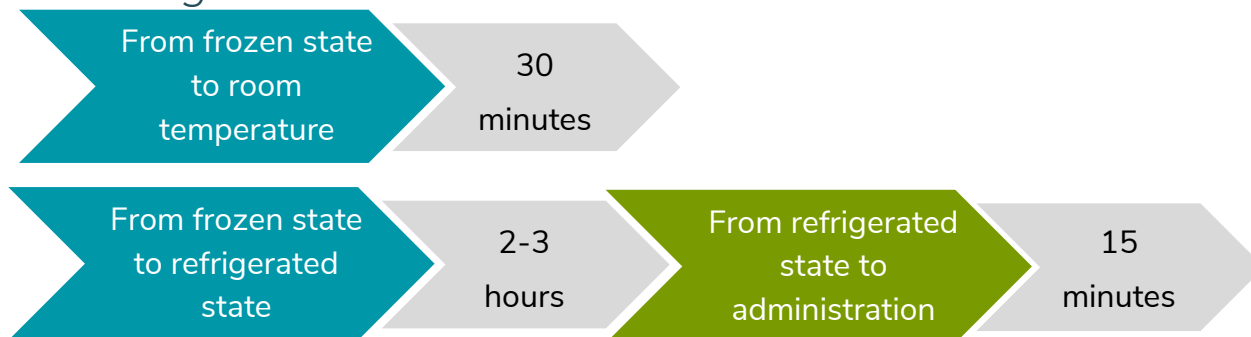 From frozen state
to room
temperature
30
minutes
From frozen state
to refrigerated
state
2-3
hours
From refrigerated
state to
administration
15
minutes